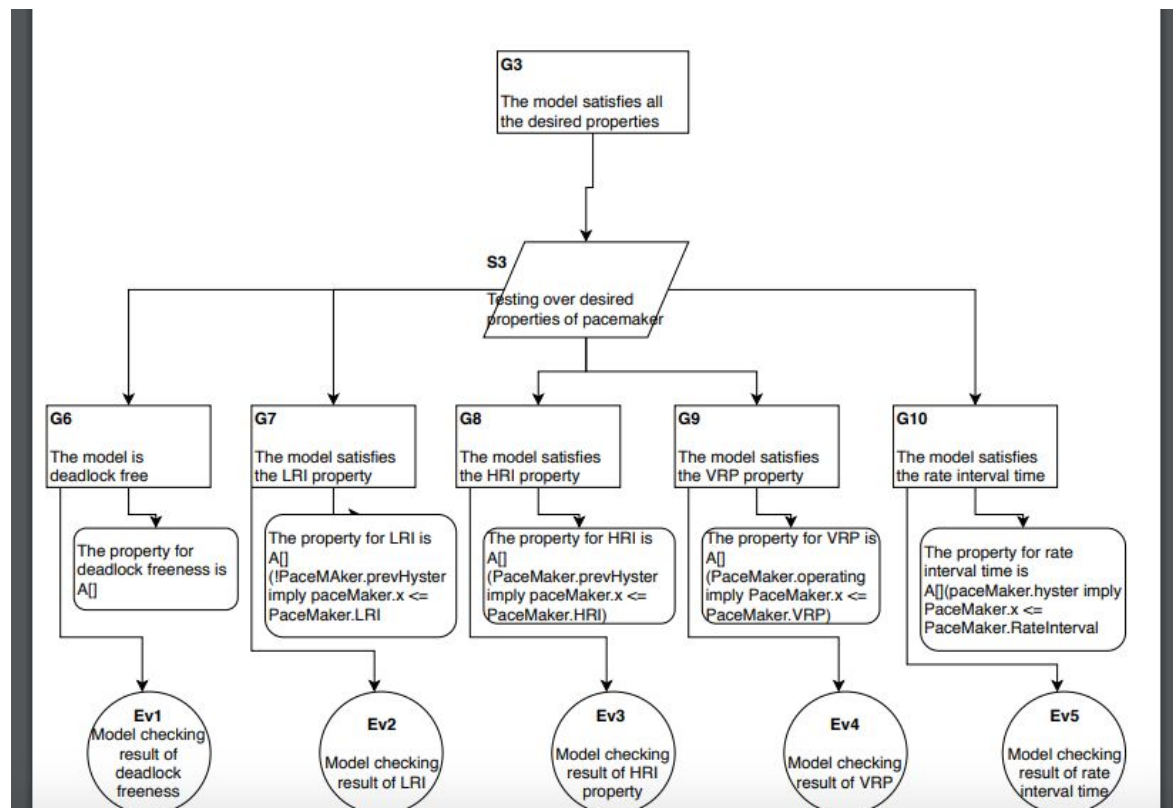 G3
The model satisfies all
the desired properties
S3
Testing over desired
properties of pacemaker
G6
The model is
deadlock free
G7
The model satisfies
the LRI property
G8
The model satisfies
the HRI property
G9
The model satisfies
the VRP property
G10
The model satisfies
the rate interval time
The property for
deadlock freeness is
A[]
The property for LRI is
A[]
(!PaceMAker.prevHyster
imply paceMaker.x <=
PaceMaker.LRI
The property for HRI is
A[]
(PaceMaker.prevHyster
imply paceMaker.x <=
PaceMaker.HRI)
The property for VRP is
A[]
(PaceMaker.operating
imply PaceMaker.x <=
PaceMaker.VRP)
The property for rate
interval time is
A[](paceMaker.hyster imply
PaceMaker.x <=
PaceMaker.RateInterval
Ev1
Model checking
result of
deadlock
freeness
Ev2
Model checking
result of LRI
Ev3
Model checking
result of HRI
property
Ev4
Model checking
result of VRP
Ev5
Model checking
result of rate
interval time